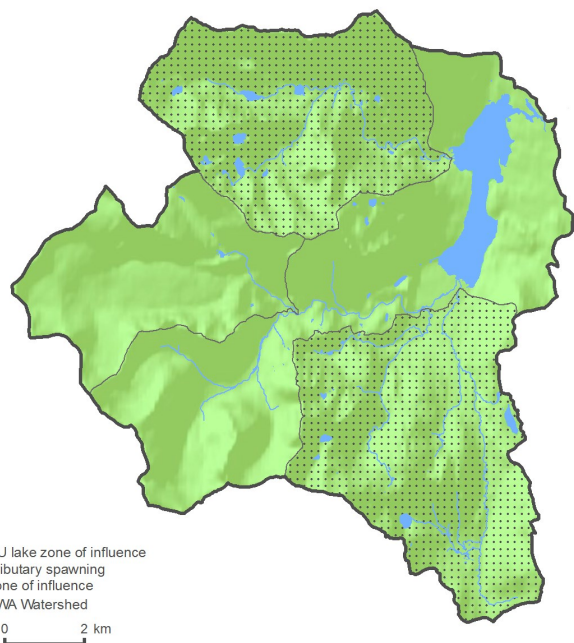 U lake zone of influence
ibutary spawning
one of influence
WA Watershed
0 2 km